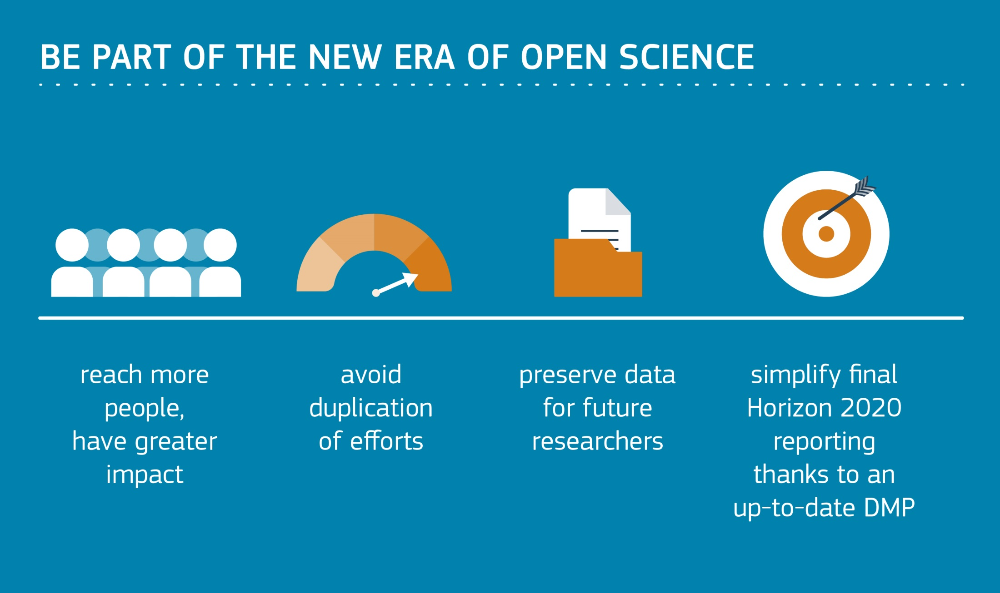 BE PART OF THE NEW ERA OF OPEN SCIENCE
reach more
people,
have greater
impact
avoid
duplication
of efforts
preserve data
for future
researchers
simplify final
Horizon 2020
reporting
thanks to an
up-to-date DMP